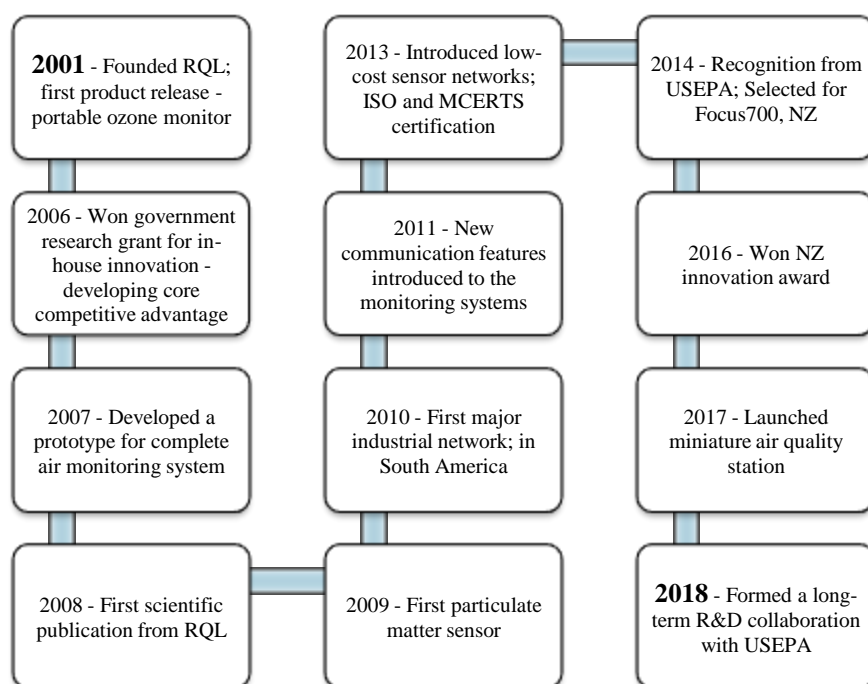 2001 - Founded RQL;
first product release -
portable ozone monitor
2006 - Won government
research grant for in-
house innovation -
developing core
competitive advantage
2007 - Developed a
prototype for complete
air monitoring system
2008 - First scientific
publication from RQL
2009 - First particulate
matter sensor
2010 - First major
industrial network; in
South America
2011 - New
communication features
introduced to the
monitoring systems
2013 - Introduced low-
cost sensor networks;
ISO and MCERTS
certification
2014 - Recognition from
USEPA; Selected for
Focus700, NZ
2016 - Won NZ
innovation award
2017 - Launched
miniature air quality
station
2018 - Formed a long-
term R&D collaboration
with USEPA